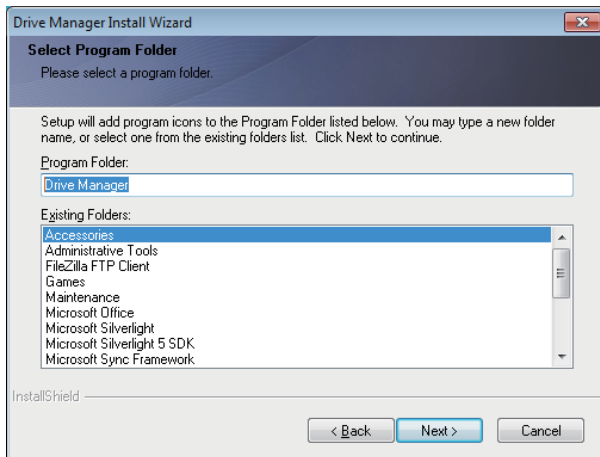 Drive Manager Install Wizard
Select Program Folder
Please select a program folder.
Setup will add program icons to the Program Folder listed below. You may type a new folder
name, or select one from the existing folders list. Click Next to continue.
Program Folder:
Drive Manager
Existing Folders:
Accessories
Administrative Tools
FileZilla FTP Client
Games
Maintenance
Microsoft Office
Microsoft Silverlight
Microsoft Silverlight 5 SDK
Microsoft Sync Framework
InstallShield
< Back
Next >
Cancel